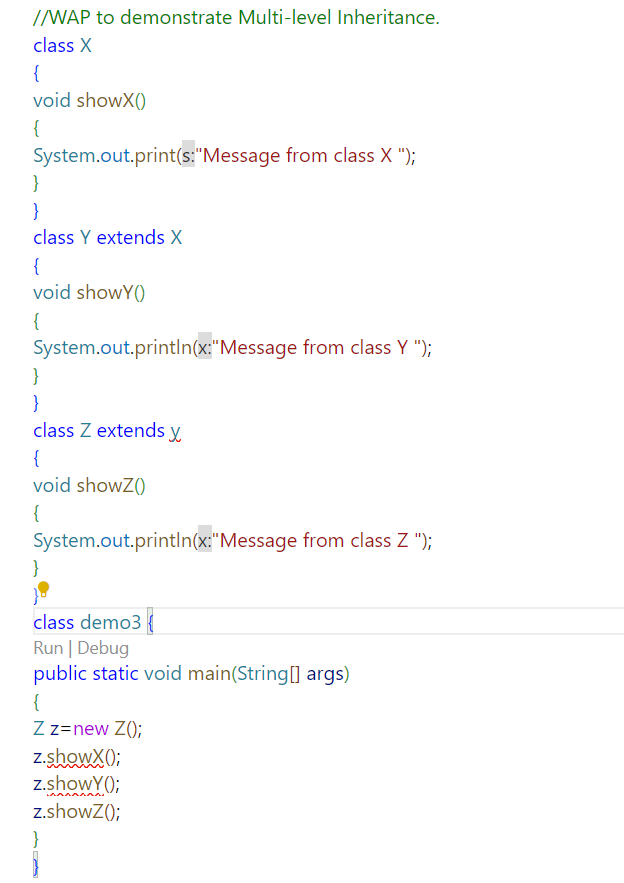 //WAP to demonstrate Multi-level Inheritance.
class X
{
void showX()
{
System.out.print(s:"Message from class X ");
}
}
class Y extends X
{
void showY()
{
System.out.println(x:"Message from class Y ");
}
}
class Z extends y
{
void showZ()
{
System.out.println(x:"Message from class Z ");
}
}
class demo3 {
Run | Debug
public static void main(String[] args)
{
Z z=new Z();
z.showX();
z.showY();
z.showZ();
}
}